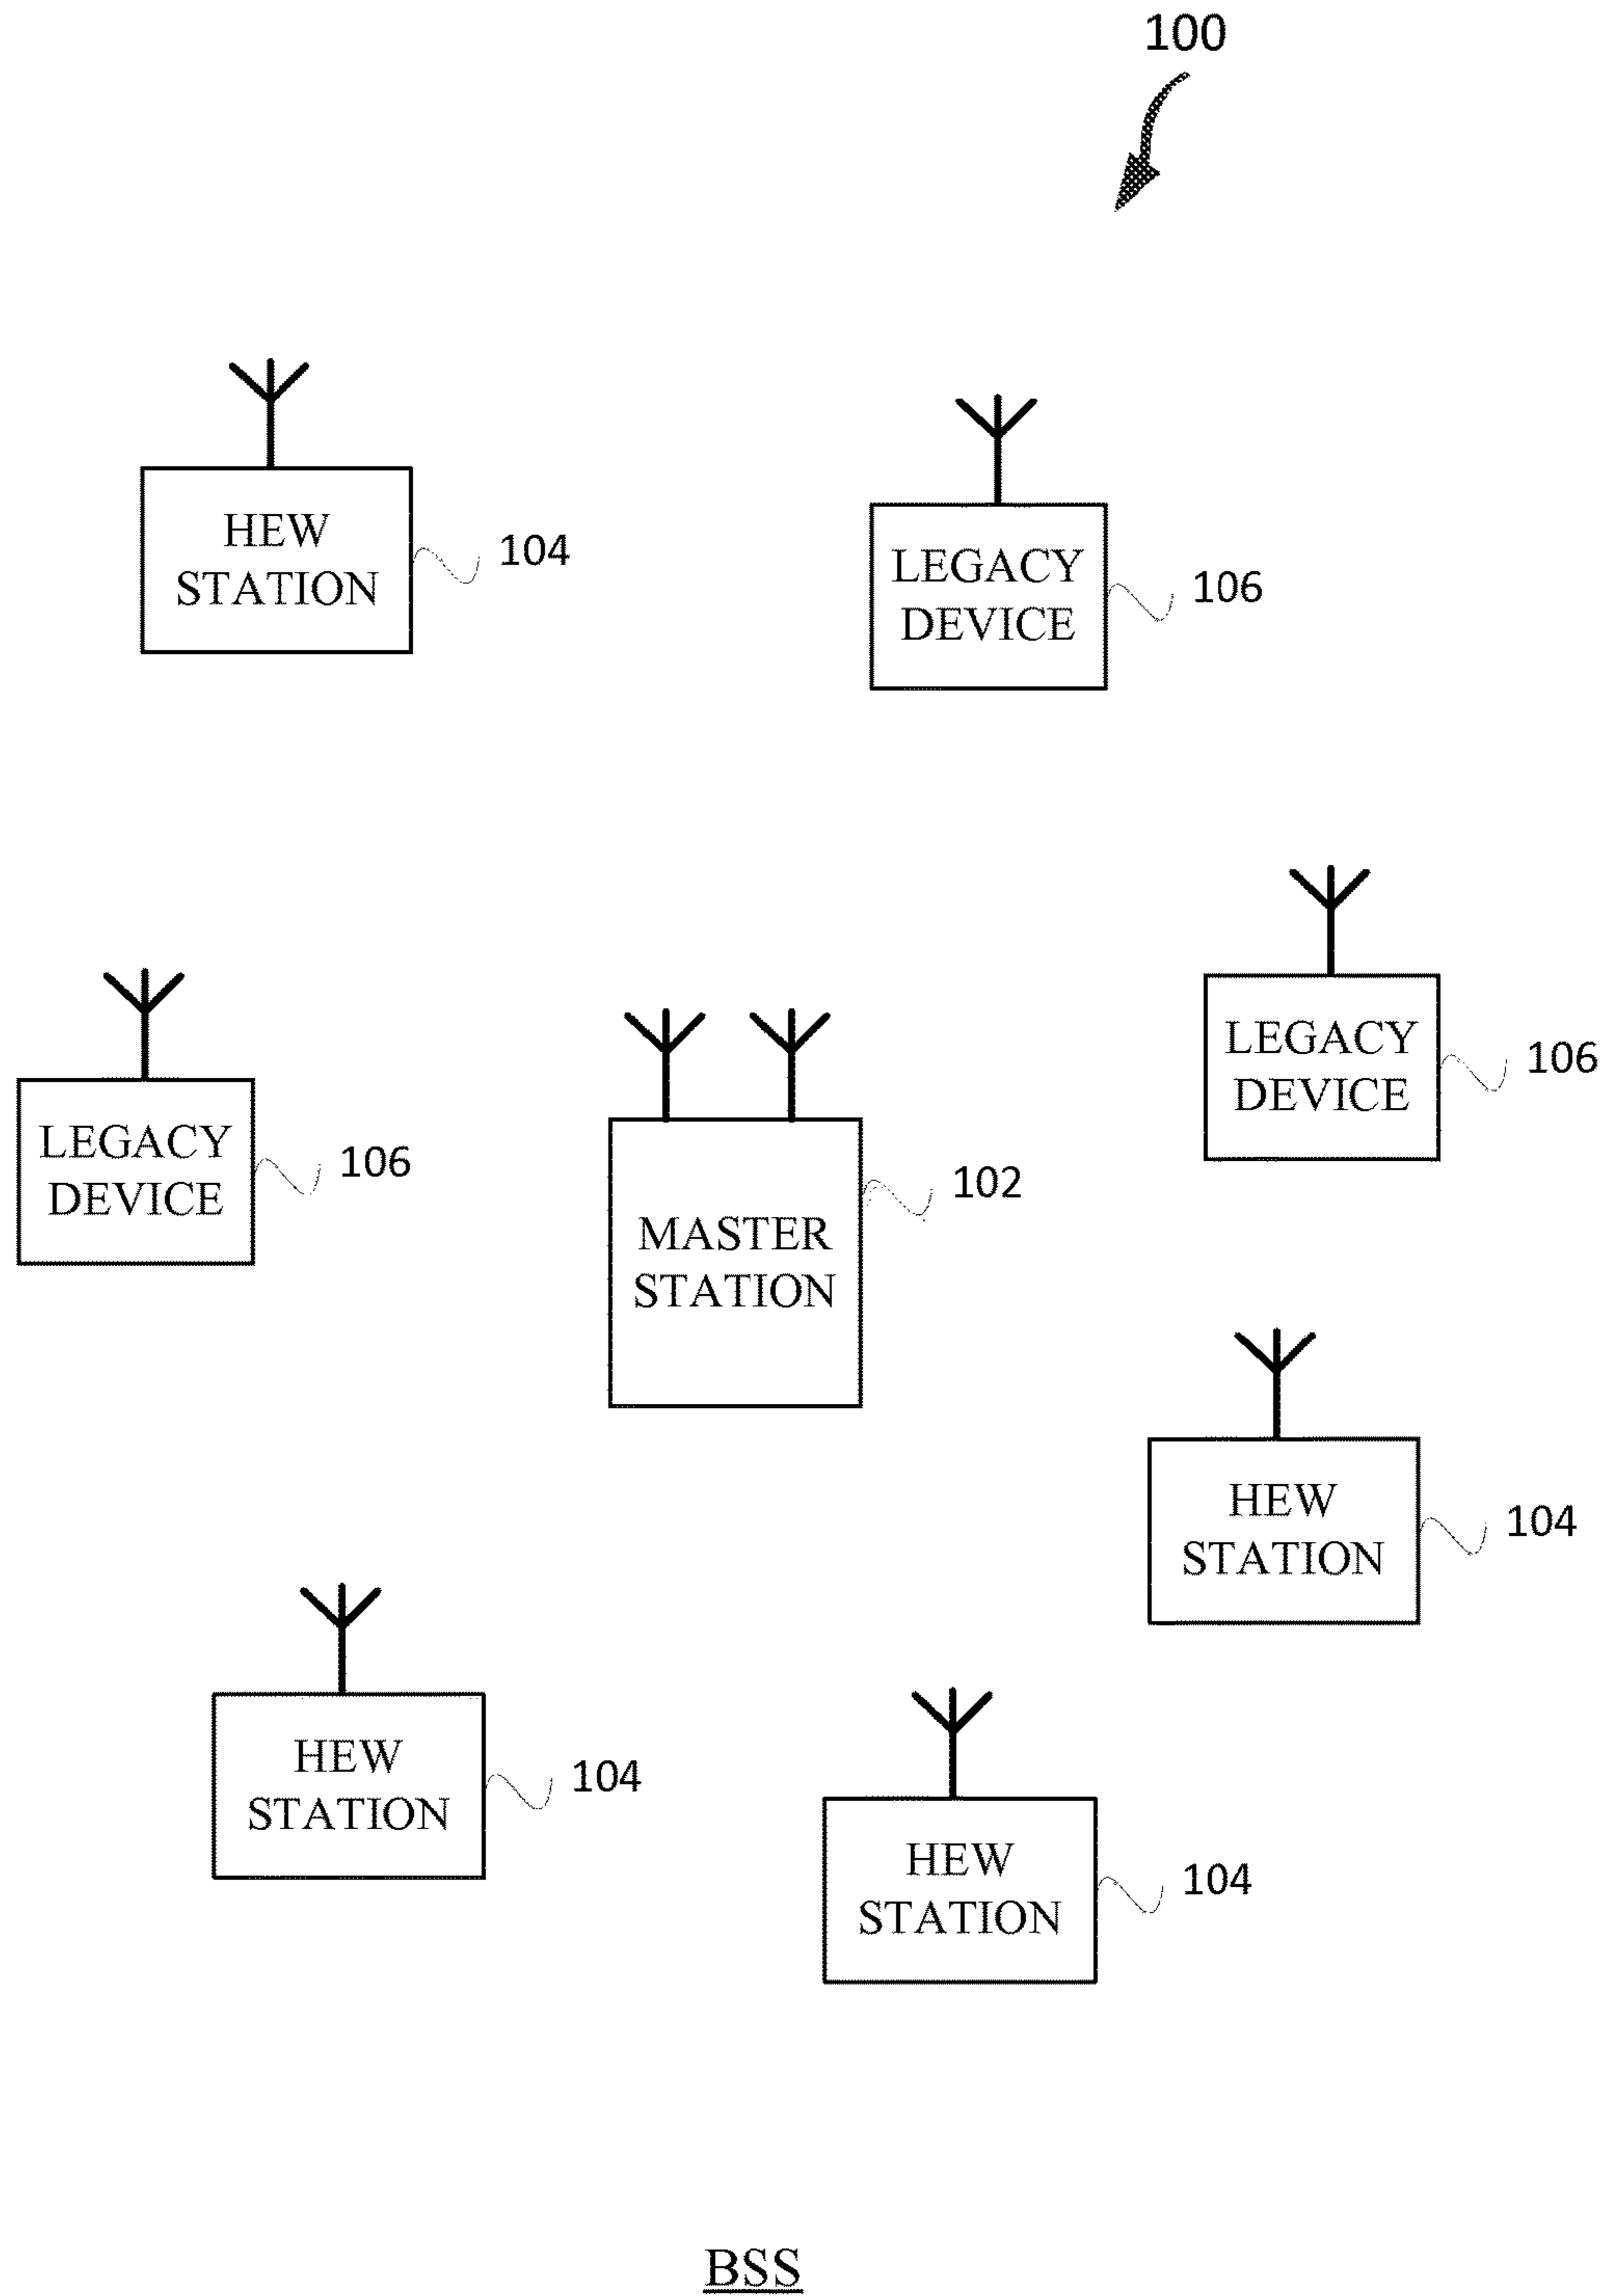 100
HEW
STATION
104
LEGACY
DEVICE
106
LEGACY
DEVICE
106
LEGACY
DEVICE
106
MASTER
STATION
102
HEW
STATION
104
HEW
STATION
104
HEW
STATION
104
BSS